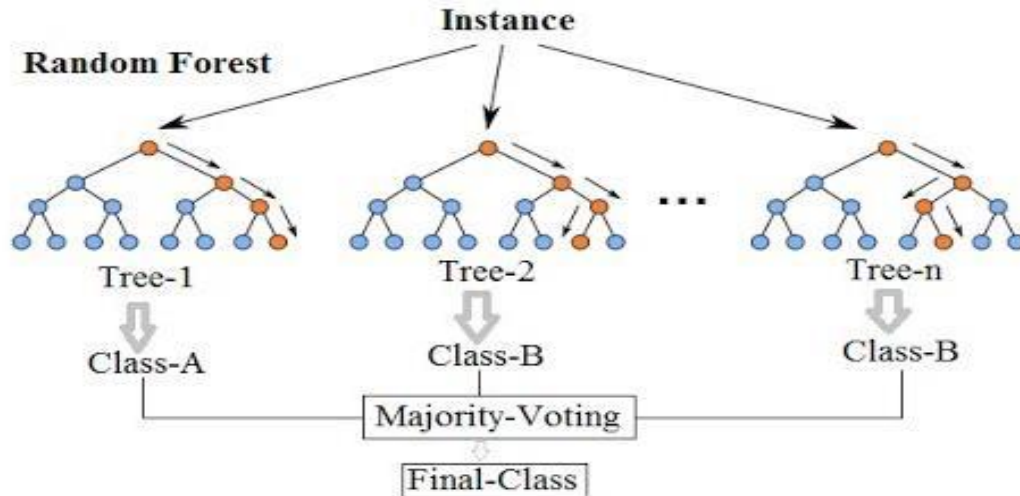 Instance
Random Forest
...
Tree-1
Tree-2
Tree-n
Class-A
Class-B
Class-B
Majority-Voting
Final-Class